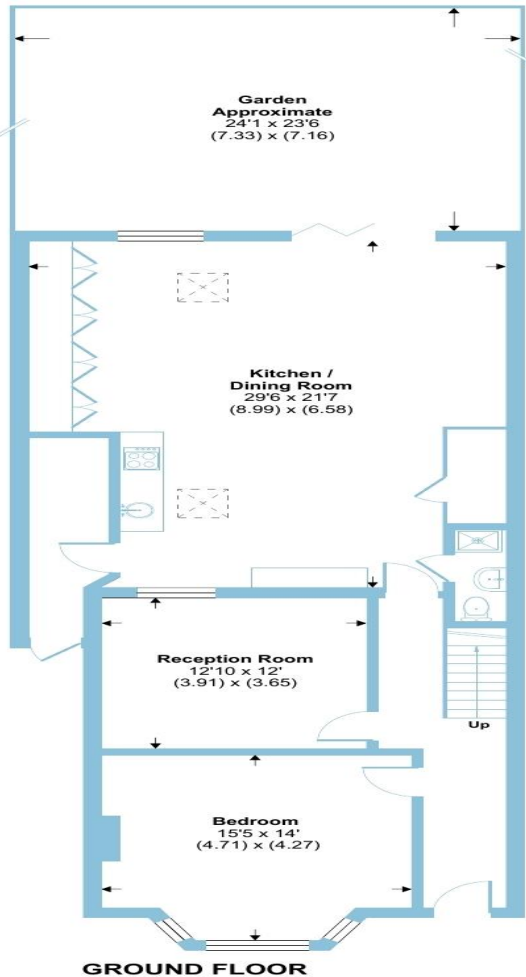 Garden
Approximate
24'1 x 23'6
(7.33) x (7.16)
Kitchen /
Dining Room
29'6 x 21'7
(8.99) x (6.58)
Reception Room
12'10 x 12'
(3.91) x (3.65)
Up
Bedroom
15'5 x 14'
(4.71) x (4.27)
GROUND FLOOR